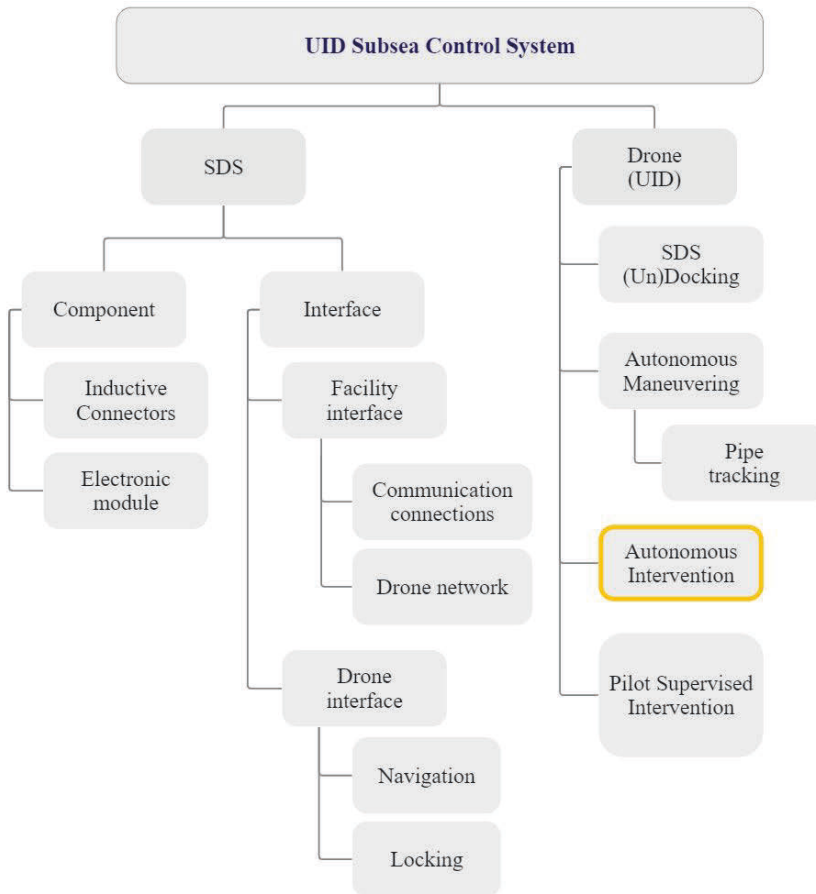 UID Subsea Control System
SDS
Component
Inductive
Connectors
Electronic
module
Interface
Facility
interface
Communication
connections
Drone network
Drone
interface
Navigation
Locking
Drone
(UID)
SDS
(Un)Docking
Autonomous
Maneuvering
Pipe
tracking
Autonomous
Intervention
Pilot Supervised
Intervention